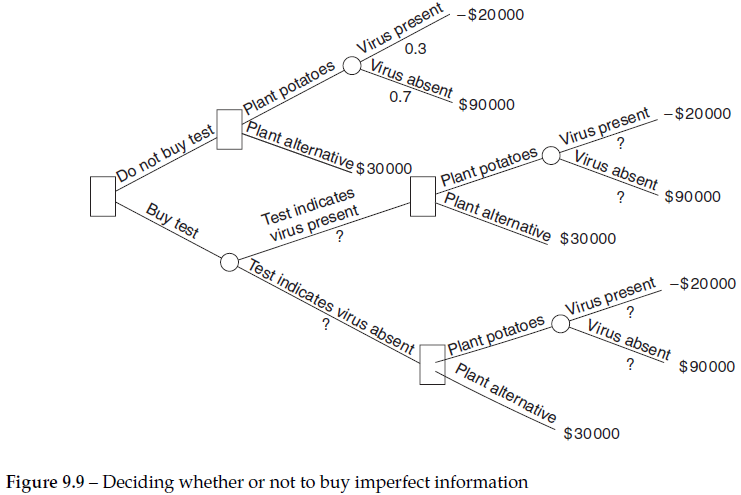 Virus present
-$20000
0.3
Plant potatoes
Virus absent
0.7
$90000
Do not buy test
Plant alternative
$30000
Buy test
Test indicates
virus present
?
Plant potatoes
Virus present
-$20000
?
Virus absent
?
$90000
Plant alternative
$30000
Test indicates virus absent
?
Plant potatoes
Virus present
-$20000
?
Virus absent
?
$90000
Plant alternative
$30000
Figure 9.9 – Deciding whether or not to buy imperfect information